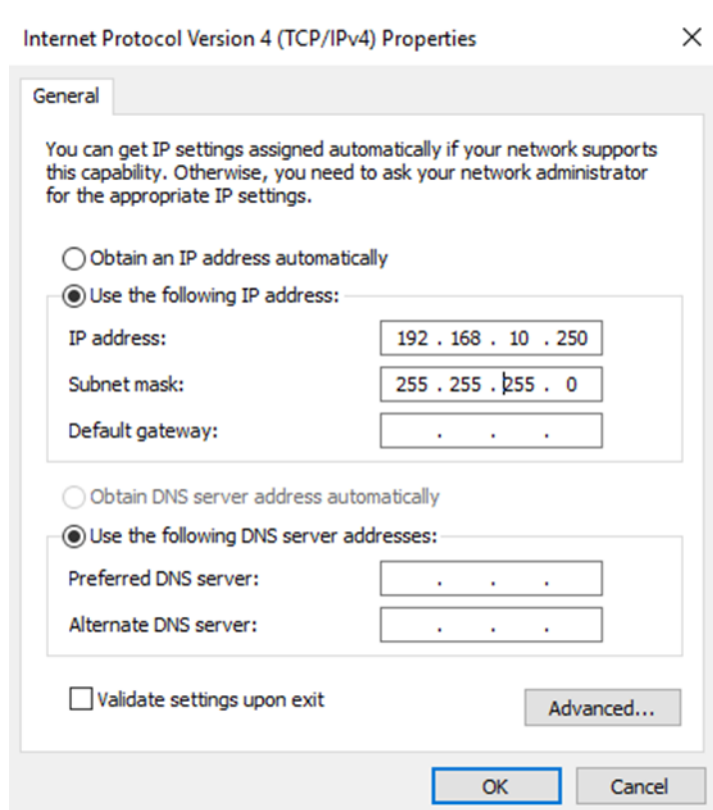 Internet Protocol Version 4 (TCP/IPv4) Properties
General
You can get IP settings assigned automatically if your network supports
this capability. Otherwise, you need to ask your network administrator
for the appropriate IP settings.
Obtain an IP address automatically
Use the following IP address:
IP address: 192 . 168 . 10 . 250
Subnet mask: 255 . 255 . 255 . 0
Default gateway: . . .
Obtain DNS server address automatically
Use the following DNS server addresses:
Preferred DNS server: . . .
Alternate DNS server: . . .
Validate settings upon exit
Advanced...
OK Cancel